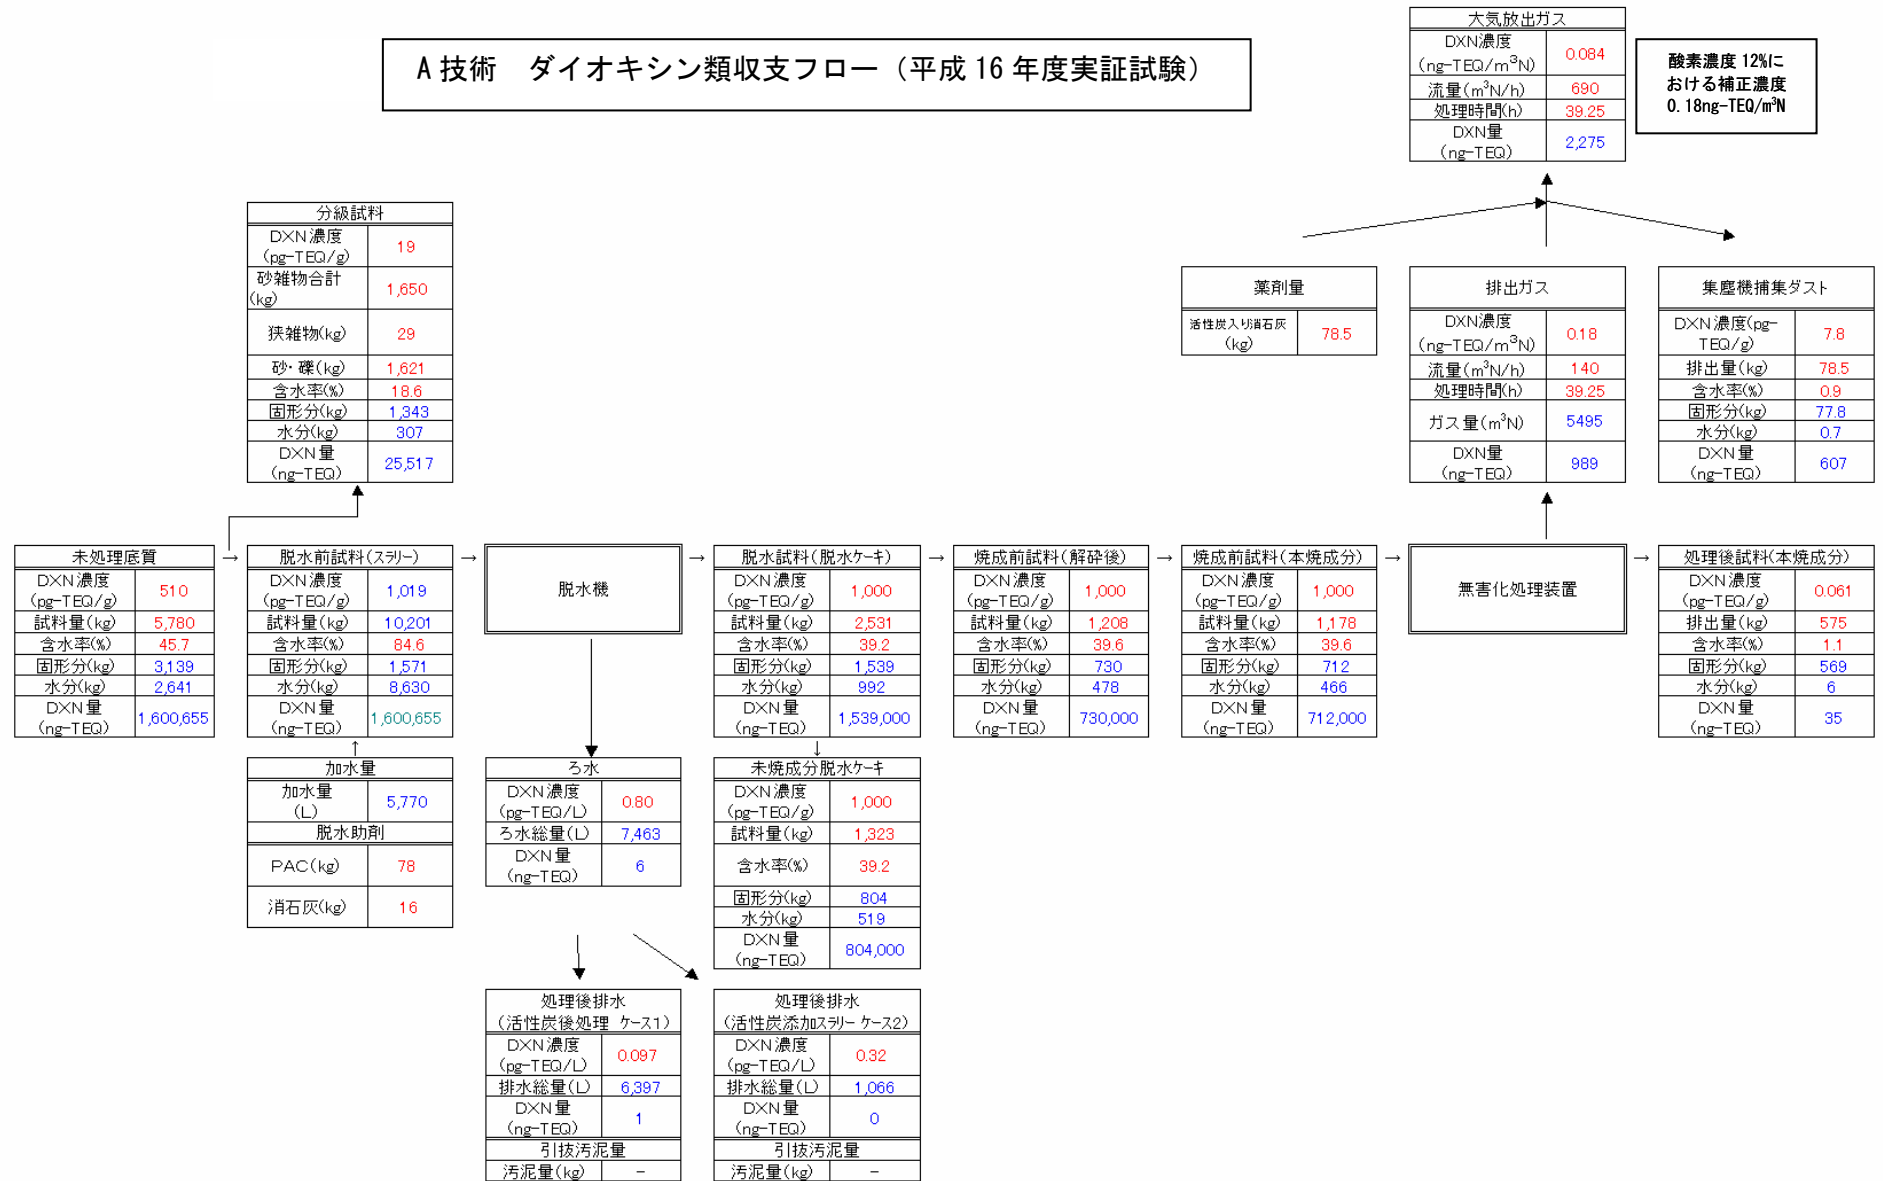 A技術　ダイオキシン類収支フロー（平成16年度実証試験）
大気放出ガス
DXN濃度
(ng-TEQ/m³N) 0.084
流量(m³N/h) 690
処理時間(h) 39.25
DXN量
(ng-TEQ) 2,275
酸素濃度12%に
おける補正濃度
0.18ng-TEQ/m³N
分級試料
DXN濃度
(pg-TEQ/g) 19
砂雑物合計
(kg) 1,650
狭雑物(kg) 29
砂・礫(kg) 1,621
含水率(%) 18.6
固形分(kg) 1,343
水分(kg) 307
DXN量
(ng-TEQ) 25,517
薬剤量
活性炭入り消石灰
(kg) 78.5
排出ガス
DXN濃度
(ng-TEQ/m³N) 0.18
流量(m³N/h) 140
処理時間(h) 39.25
ガス量(m³N) 5495
DXN量
(ng-TEQ) 989
集塵機捕集ダスト
DXN濃度(pg-
TEQ/g) 7.8
排出量(kg) 78.5
含水率(%) 0.9
固形分(kg) 77.8
水分(kg) 0.7
DXN量
(ng-TEQ) 607
未処理底質
DXN濃度
(pg-TEQ/g) 510
試料量(kg) 5,780
含水率(%) 45.7
固形分(kg) 3,139
水分(kg) 2,641
DXN量
(ng-TEQ) 1,600,655
→
脱水前試料(スラリー)
DXN濃度
(pg-TEQ/g) 1,019
試料量(kg) 10,201
含水率(%) 84.6
固形分(kg) 1,571
水分(kg) 8,630
DXN量
(ng-TEQ) 1,600,655
→
脱水機
→
脱水試料(脱水ケーキ)
DXN濃度
(pg-TEQ/g) 1,000
試料量(kg) 2,531
含水率(%) 39.2
固形分(kg) 1,539
水分(kg) 992
DXN量
(ng-TEQ) 1,539,000
→
焼成前試料(解砕後)
DXN濃度
(pg-TEQ/g) 1,000
試料量(kg) 1,208
含水率(%) 39.6
固形分(kg) 730
水分(kg) 478
DXN量
(ng-TEQ) 730,000
→
焼成前試料(本焼成分)
DXN濃度
(pg-TEQ/g) 1,000
試料量(kg) 1,178
含水率(%) 39.6
固形分(kg) 712
水分(kg) 466
DXN量
(ng-TEQ) 712,000
→
無害化処理装置
→
処理後試料(本焼成分)
DXN濃度
(pg-TEQ/g) 0.061
排出量(kg) 575
含水率(%) 1.1
固形分(kg) 569
水分(kg) 6
DXN量
(ng-TEQ) 35
↑
加水量
加水量
(L) 5,770
脱水助剤
PAC(kg) 78
消石灰(kg) 16
ろ水
DXN濃度
(pg-TEQ/L) 0.80
ろ水総量(L) 7,463
DXN量
(ng-TEQ) 6
↓
未焼成分脱水ケーキ
DXN濃度
(pg-TEQ/g) 1,000
試料量(kg) 1,323
含水率(%) 39.2
固形分(kg) 804
水分(kg) 519
DXN量
(ng-TEQ) 804,000
処理後排水
(活性炭後処理 ケース1)
DXN濃度
(pg-TEQ/L) 0.097
排水総量(L) 6,397
DXN量
(ng-TEQ) 1
引抜汚泥量
汚泥量(kg) −
処理後排水
(活性炭添加スラリー ケース2)
DXN濃度
(pg-TEQ/L) 0.32
排水総量(L) 1,066
DXN量
(ng-TEQ) 0
引抜汚泥量
汚泥量(kg) −